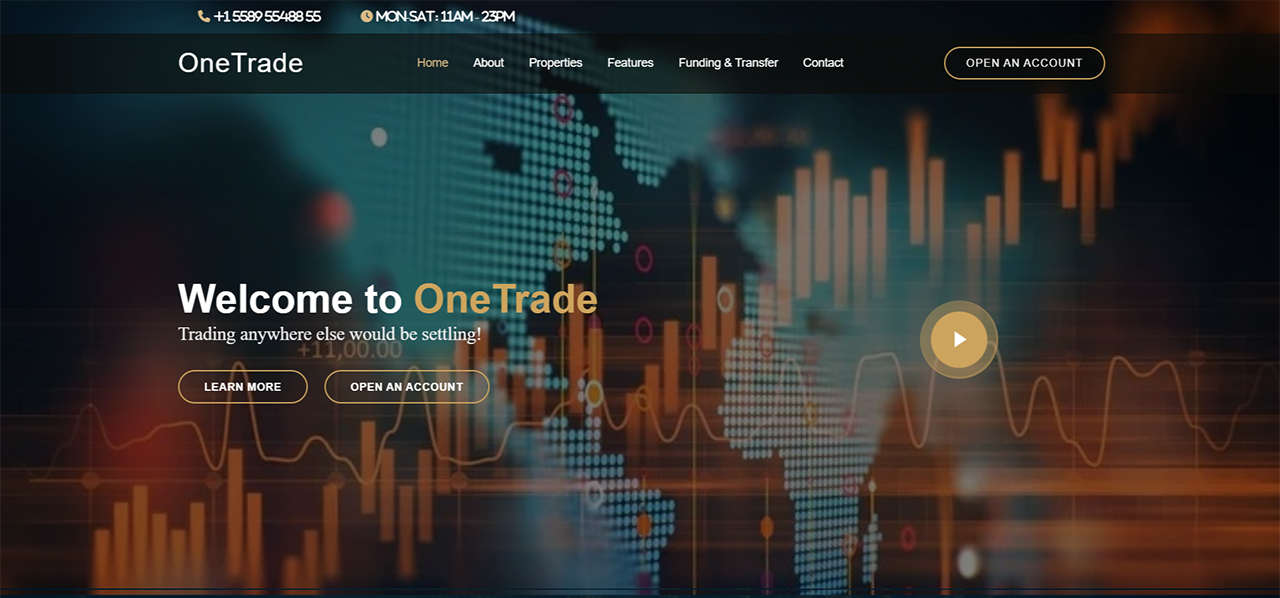 +1 5589 55488 55
MON-SAT: 11AM - 23PM
OneTrade
Home
About
Properties
Features
Funding & Transfer
Contact
OPEN AN ACCOUNT
Welcome to OneTrade
Trading anywhere else would be settling!
+11,00.00
LEARN MORE
OPEN AN ACCOUNT